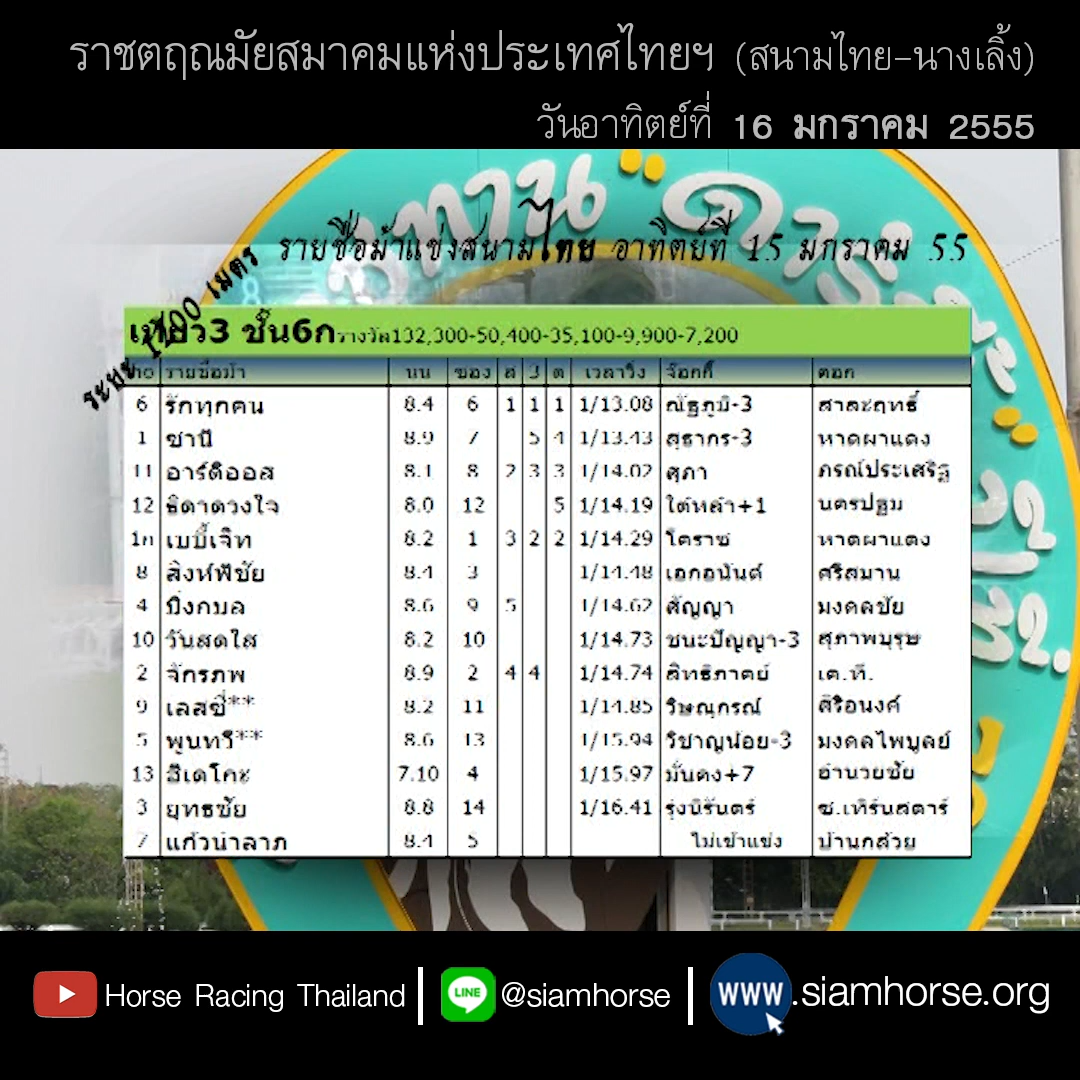 ราชตฤณมัยสมาคมแห่งประเทศไทยฯ (สนามไทย-นางเลิ้ง)
วันอาทิตย์ที่ 16 มกราคม 2555
รายชื่อม้าแข่งสนามไทย อาทิตย์ที่ 15 มกราคม 55
ระยะ 1200 เมตร
เที่ยว3 ชั้น6ก รางวัล132,300-50,400-35,100-9,900-7,200
รายชื่อม้า นน ซอง ส 3 ต เวลาวิ่ง จ๊อกกี้ คอก
6 รักทุกคน 8.4 6 1 1 1 1/13.08 ณัฐภูมิ-3 สาละฤทธิ์
1 ซานิ 8.9 7 5 4 1/13.43 สุธากร-3 หาดผาแดง
11 อาร์ติออส 8.1 8 2 3 3 1/14.02 สุภา ภรณ์ประเสริฐ
12 ธิดาดวงใจ 8.0 12 5 1/14.19 ใต้หล้า+1 นครปฐม
1ก เบบี้เจ๊ท 8.2 1 3 2 2 1/14.29 โคราช หาดผาแดง
8 สิงห์พิชัย 8.4 3 1/14.48 เอกอนันต์ ศรีสมาน
4 บิ๊กบอล 8.6 9 5 1/14.62 สัญญา มงคลชัย
10 วันสดใส 8.2 10 1/14.73 ชนะปัญญา-3 สุภาพบุรุษ
2 จักรภพ 8.9 2 4 4 1/14.74 สิทธิภาคย์ เค.ที.
9 เลสซี่** 8.2 11 1/14.85 วิษณุกรณ์ ศิริอนงค์
5 พูนทวี** 8.6 13 1/15.94 วิชาญน้อย-3 มงคลไพบูลย์
13 ฮิเดโกะ 7.10 4 1/15.97 มั่นคง+7 อำนวยชัย
3 ยุทธชัย 8.8 14 1/16.41 รุ่งนิรันตร์ ซ.เทิร์นสตาร์
7 แก้วนำลาภ 8.4 5 ไม่เข้าแข่ง บ้านกล้วย
Horse Racing Thailand | LINE @siamhorse | www.siamhorse.org